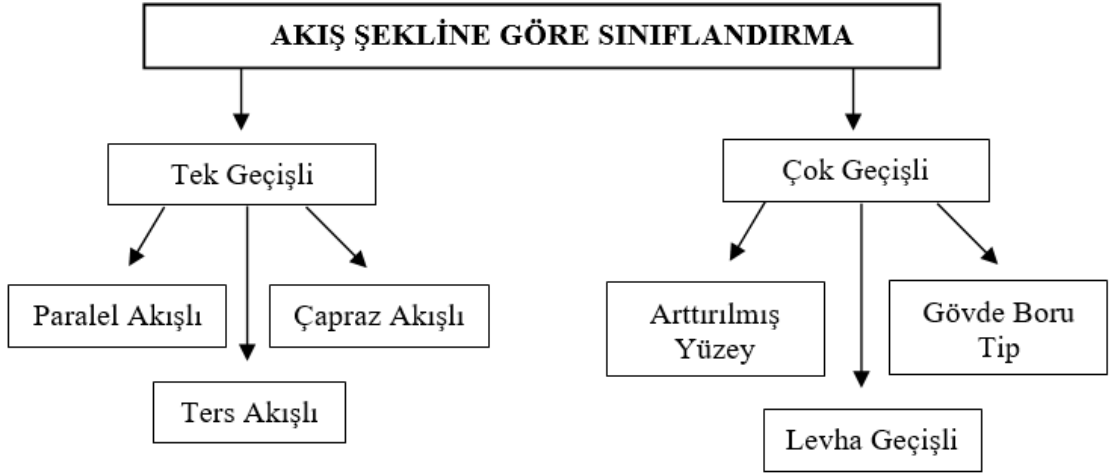 AKIŞ ŞEKLİNE GÖRE SINIFLANDIRMA
Tek Geçişli
Çok Geçişli
Paralel Akışlı
Çapraz Akışlı
Ters Akışlı
Arttırılmış
Yüzey
Gövde Boru
Tip
Levha Geçişli